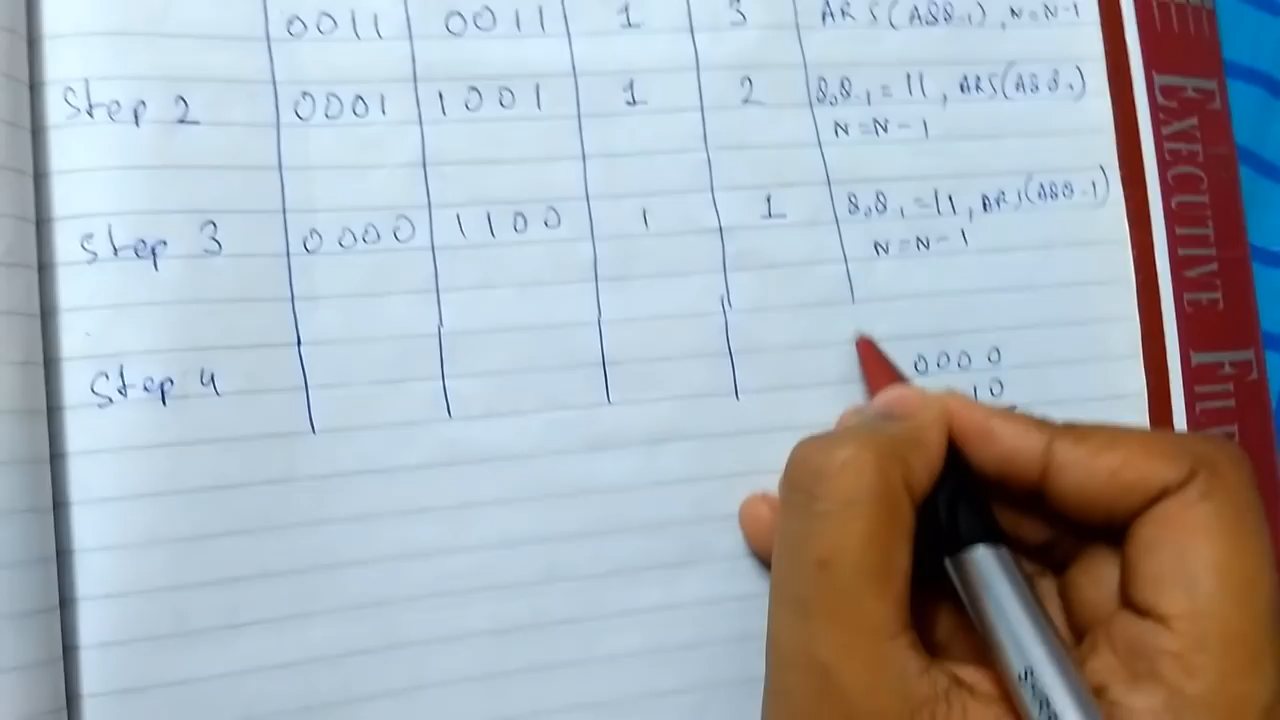 0011 0011 1 3 ARS(AQQ-1), N=N-1
Step 2 0001 1001 1 2 Q0Q-1 = 11, ARS(AQQ-1)
N=N-1
Step 3 0000 1100 1 1 Q0Q-1=11, ARS(AQQ-1)
N=N-1
0000
Step 4 10
EXECUTIVE